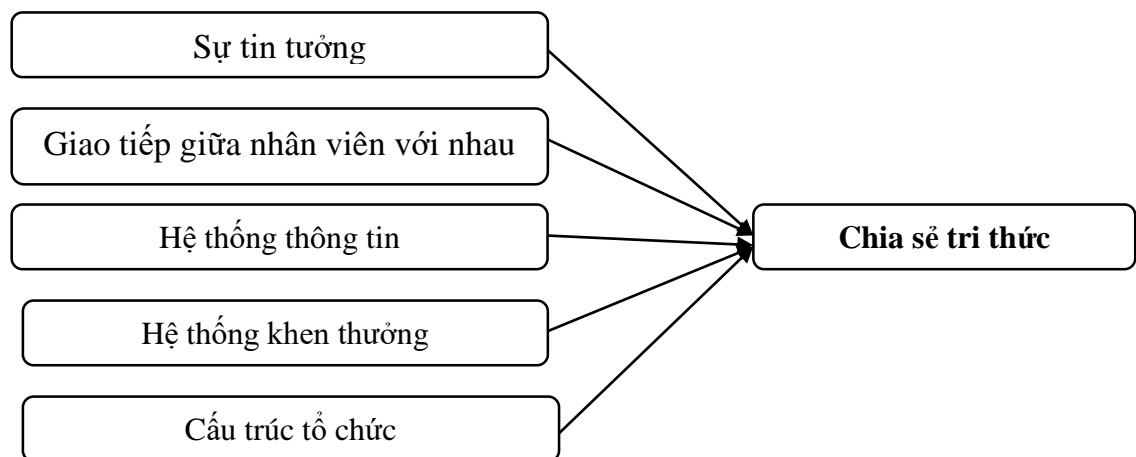 Sự tin tưởng
Giao tiếp giữa nhân viên với nhau
Hệ thống thông tin
Chia sẻ tri thức
Hệ thống khen thưởng
Cấu trúc tổ chức